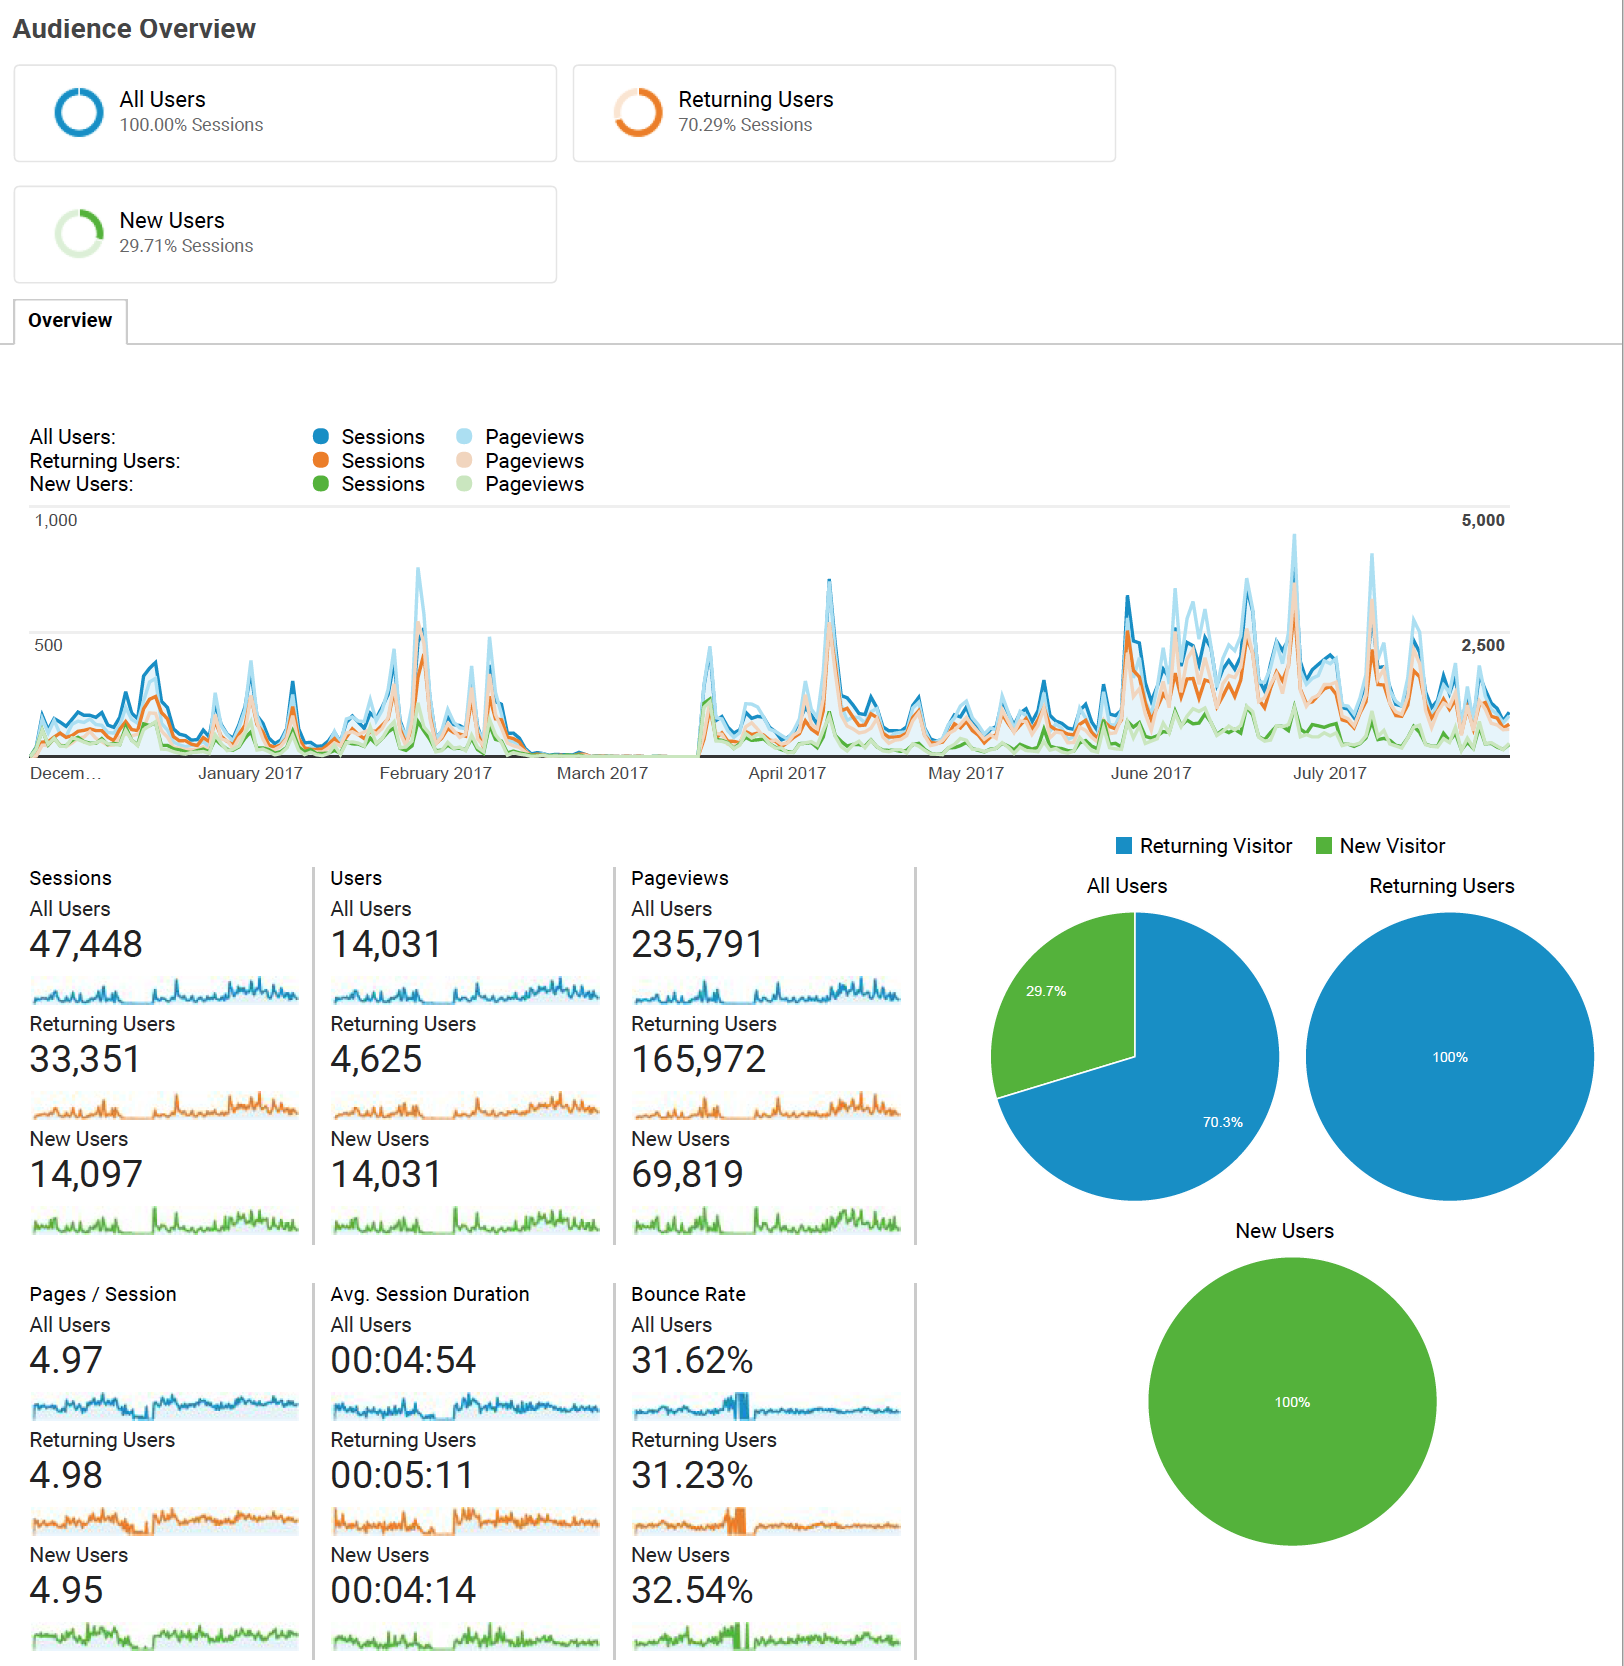 Audience Overview
All Users
100.00% Sessions
Returning Users
70.29% Sessions
New Users
29.71% Sessions
Overview
All Users: Sessions Pageviews
Returning Users: Sessions Pageviews
New Users: Sessions Pageviews
1,000 5,000
500 2,500
Decem… January 2017 February 2017 March 2017 April 2017 May 2017 June 2017 July 2017
Returning Visitor New Visitor
Sessions
All Users
47,448
Returning Users
33,351
New Users
14,097
Users
All Users
14,031
Returning Users
4,625
New Users
14,031
Pageviews
All Users
235,791
Returning Users
165,972
New Users
69,819
Pages / Session
All Users
4.97
Returning Users
4.98
New Users
4.95
Avg. Session Duration
All Users
00:04:54
Returning Users
00:05:11
New Users
00:04:14
Bounce Rate
All Users
31.62%
Returning Users
31.23%
New Users
32.54%
All Users
29.7%
70.3%
Returning Users
100%
New Users
100%